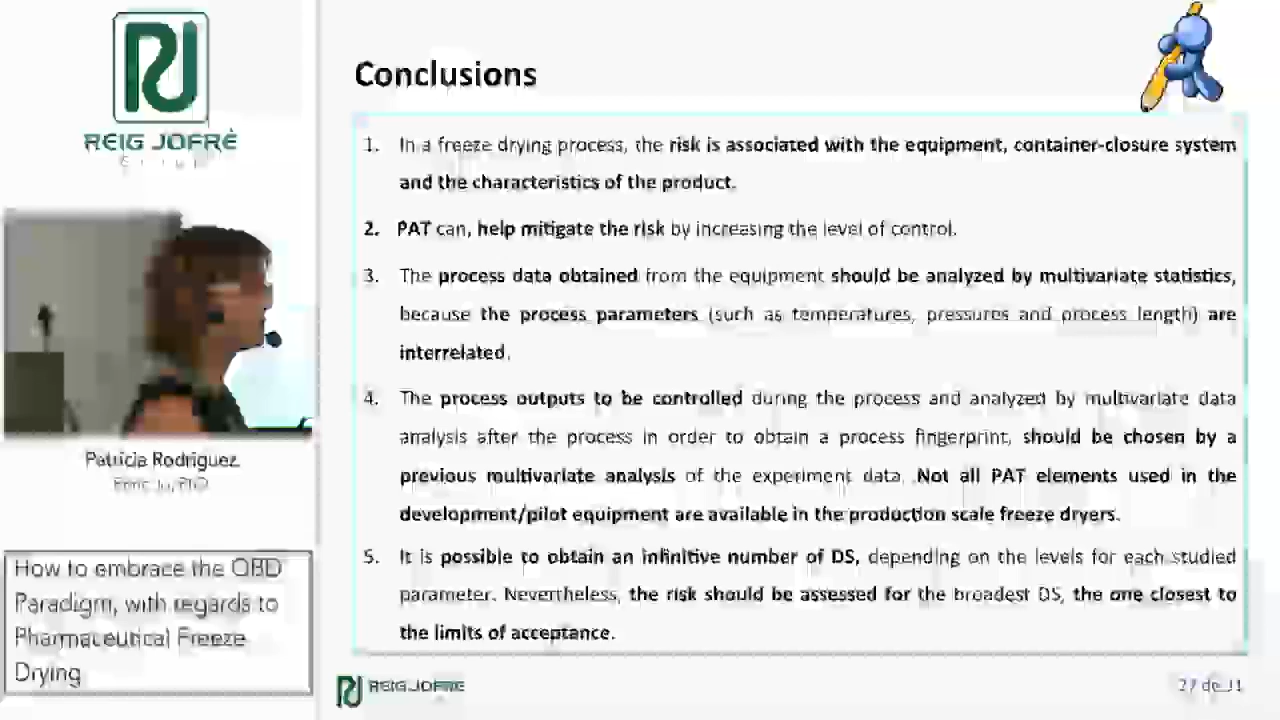 REIG JOFRÉ
Conclusions
1. In a freeze drying process, the risk is associated with the equipment, container-closure system
and the characteristics of the product.
2. PAT can, help mitigate the risk by increasing the level of control.
3. The process data obtained from the equipment should be analyzed by multivariate statistics,
because the process parameters (such as temperatures, pressures and process length) are
interrelated.
4. The process outputs to be controlled during the process and analyzed by multivariate data
analysis after the process in order to obtain a process fingerprint, should be chosen by a
previous multivariate analysis of the experiment data. Not all PAT elements used in the
development/pilot equipment are available in the production scale freeze dryers.
5. It is possible to obtain an infinitive number of DS, depending on the levels for each studied
parameter. Nevertheless, the risk should be assessed for the broadest DS, the one closest to
the limits of acceptance.
Patricia Rodriguez,
PhD
How to embrace the QBD
Paradigm, with regards to
Pharmaceutical Freeze
Drying
REIG JOFRE
27 de